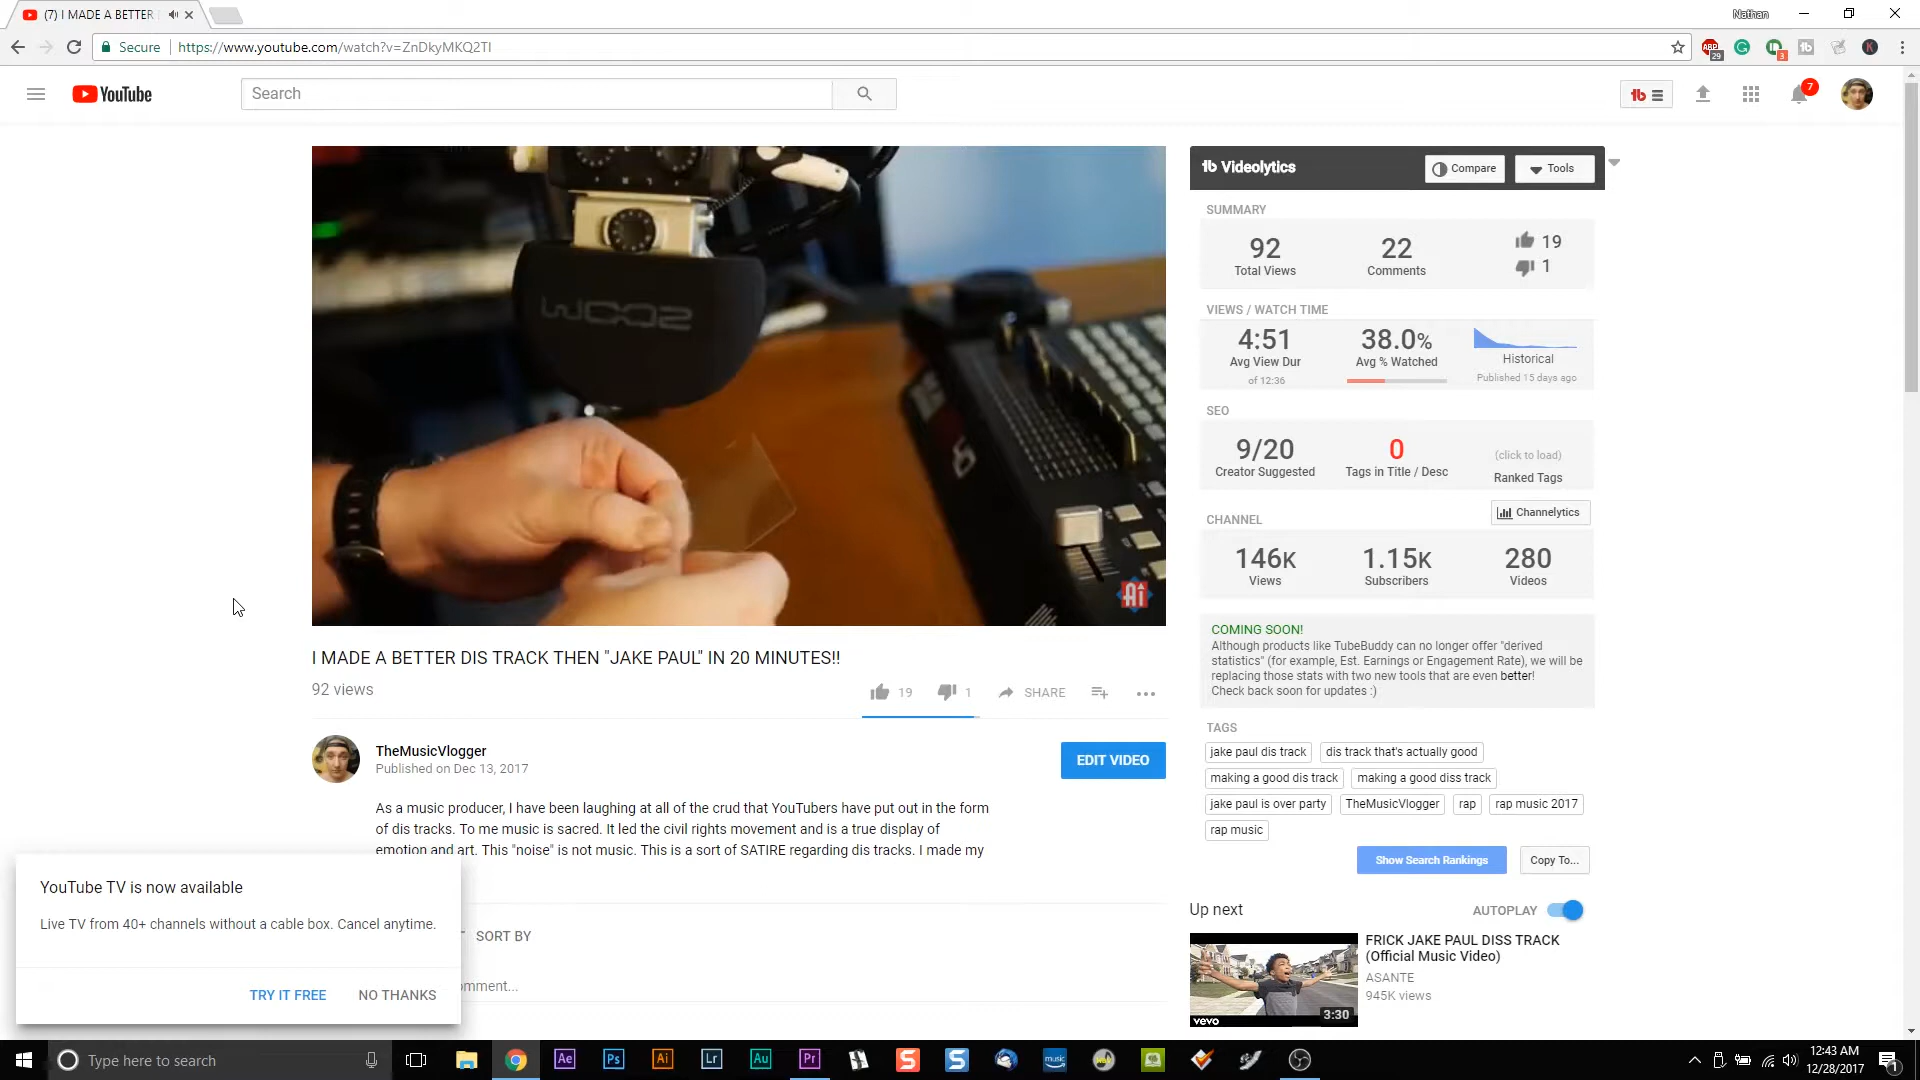 (7) I MADE A BETTER
Nathan
Secure
https://www.youtube.com/watch?v=ZnDkyMKQ2TI
ABP
29
3
K
YouTube
Search
7
Videolytics
Compare
Tools
SUMMARY
92
22
19
Total Views
Comments
1
VIEWS / WATCH TIME
4:51
38.0%
Avg View Dur
Avg % Watched
Historical
of 12:36
Published 15 days ago
SEO
9/20
0
(click to load)
Creator Suggested
Tags in Title / Desc
Ranked Tags
CHANNEL
Channelytics
146K
1.15K
280
Views
Subscribers
Videos
COMING SOON!
Although products like TubeBuddy can no longer offer "derived
statistics" (for example, Est. Earnings or Engagement Rate), we will be
replacing those stats with two new tools that are even better!
Check back soon for updates :)
TAGS
jake paul dis track
dis track that's actually good
making a good dis track
making a good diss track
jake paul is over party
TheMusicVlogger
rap
rap music 2017
rap music
Show Search Rankings
Copy To...
zoom
I MADE A BETTER DIS TRACK THEN "JAKE PAUL" IN 20 MINUTES!!
92 views
19
1
SHARE
TheMusicVlogger
Published on Dec 13, 2017
EDIT VIDEO
As a music producer, I have been laughing at all of the crud that YouTubers have put out in the form
of dis tracks. To me music is sacred. It led the civil rights movement and is a true display of
emotion and art. This "noise" is not music. This is a sort of SATIRE regarding dis tracks. I made my
SORT BY
omment...
YouTube TV is now available
Live TV from 40+ channels without a cable box. Cancel anytime.
TRY IT FREE
NO THANKS
Up next
AUTOPLAY
FRICK JAKE PAUL DISS TRACK
(Official Music Video)
ASANTE
945K views
3:30
vevo
Type here to search
Ae
Ps
Ai
Lr
Au
Pr
S
S
music
12:43 AM
12/28/2017
1